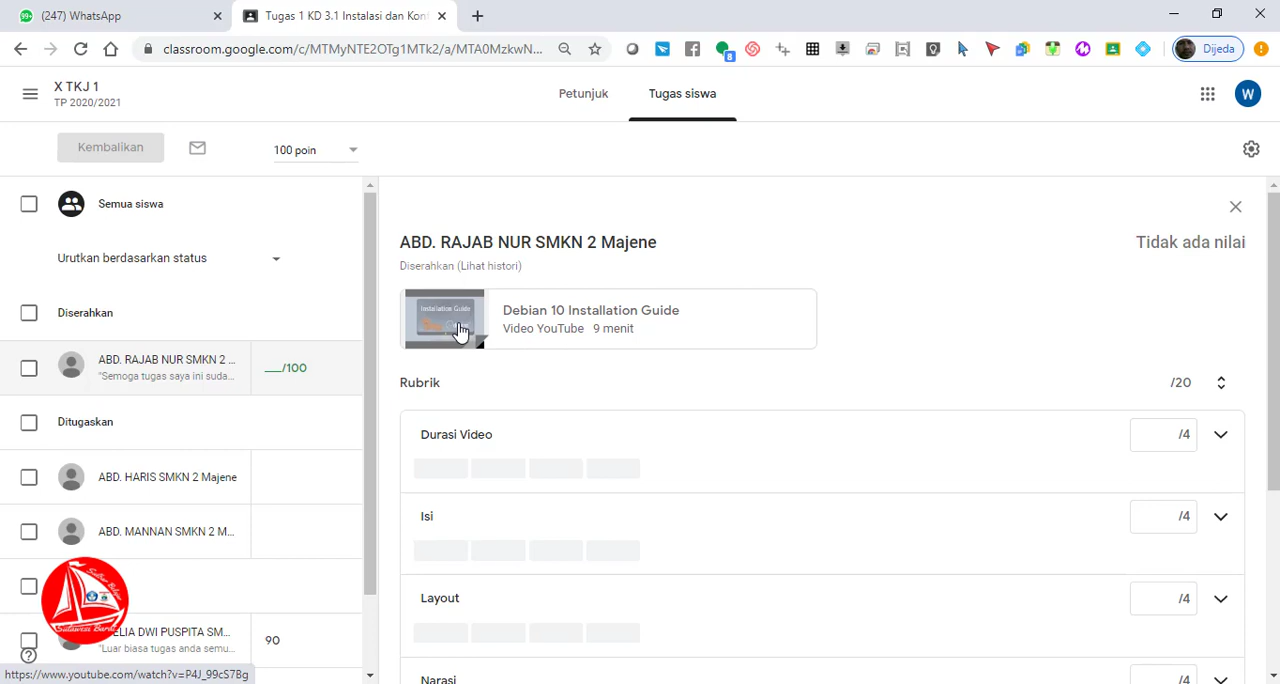 (247) WhatsApp
Tugas 1 KD 3.1 Instalasi dan Kon
classroom.google.com/c/MTMyNTE2OTg1MTk2/a/MTA0MzkwN...
8
Dijeda
X TKJ 1
TP 2020/2021
Petunjuk
Tugas siswa
W
Kembalikan
100 poin
Semua siswa
Urutkan berdasarkan status
Diserahkan
ABD. RAJAB NUR SMKN 2 ...
"Semoga tugas saya ini suda...
___/100
Ditugaskan
ABD. HARIS SMKN 2 Majene
ABD. MANNAN SMKN 2 M...
ELIA DWI PUSPITA SM...
"Luar biasa tugas anda semu...
90
https://www.youtube.com/watch?v=P4J_99cS7Bg
ABD. RAJAB NUR SMKN 2 Majene
Tidak ada nilai
Diserahkan (Lihat histori)
Installation Guide
Debian 10 Installation Guide
Video YouTube 9 menit
Rubrik
/20
Durasi Video
/4
Isi
/4
Layout
/4
Narasi
/4